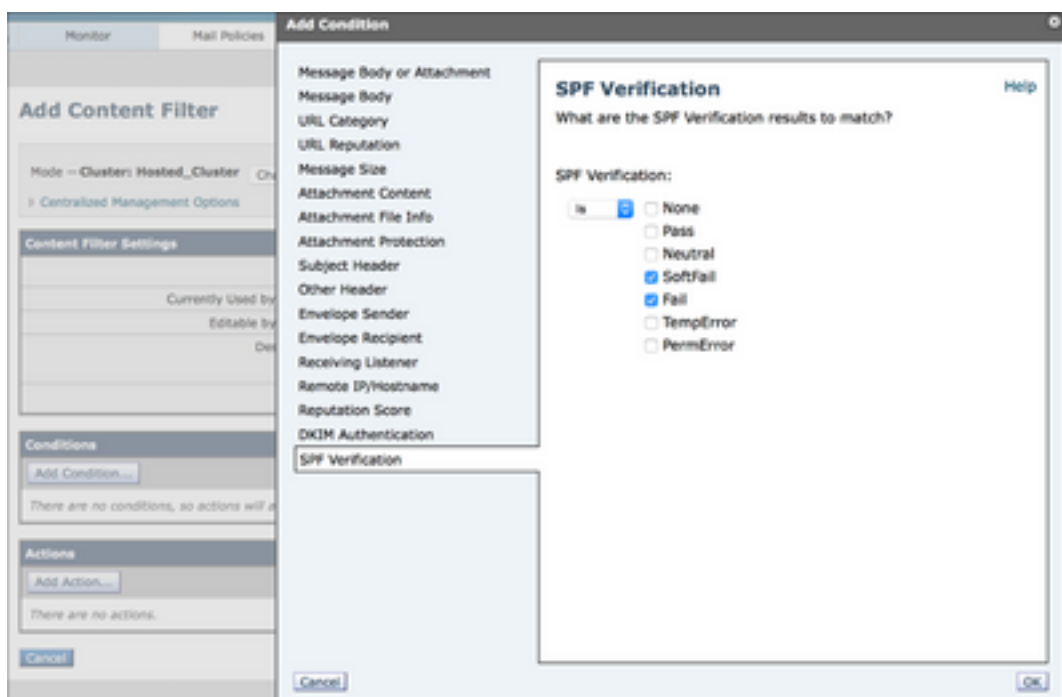 Monitor
Mail Policies
Add Content Filter
Mode — Cluster: Hosted_Cluster
Centralized Management Options
Content Filter Settings
Currently Used by
Editable by
Conditions
Add Condition...
There are no conditions, so actions will
Actions
Add Action...
There are no actions.
Cancel
Add Condition
Message Body or Attachment
Message Body
URL Category
URL Reputation
Message Size
Attachment Content
Attachment File Info
Attachment Protection
Subject Header
Other Header
Envelope Sender
Envelope Recipient
Receiving Listener
Remote IP/Hostname
Reputation Score
DKIM Authentication
SPF Verification
SPF Verification
Help
What are the SPF Verification results to match?
SPF Verification:
Is
None
Pass
Neutral
SoftFail
Fail
TempError
PermError
Cancel
OK